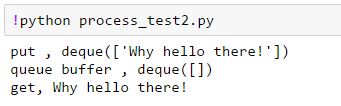 !python process_test2.py
put , deque(['Why hello there!'])
queue buffer , deque([])
get, Why hello there!